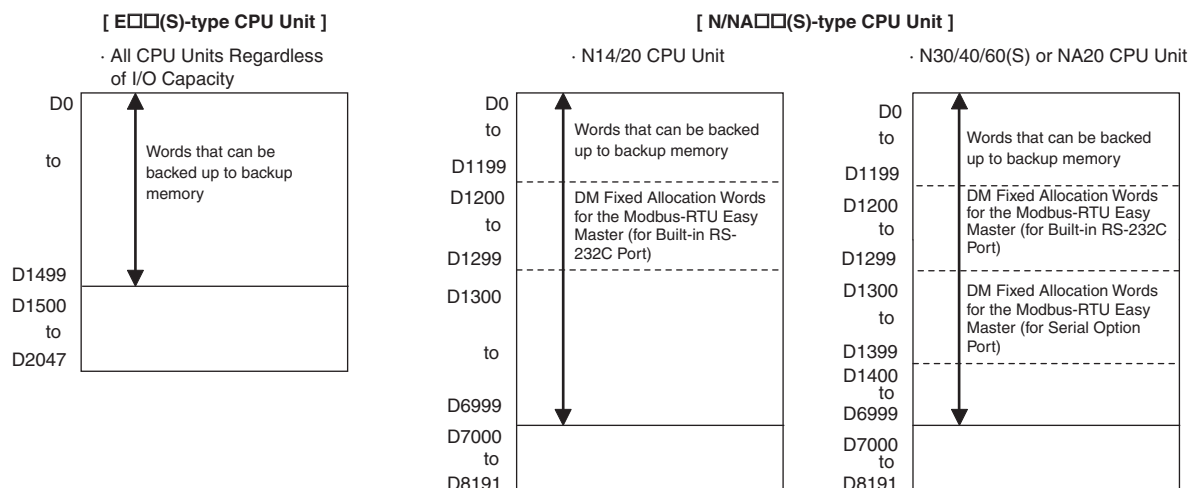 [ E□□(S)-type CPU Unit ]
· All CPU Units Regardless
of I/O Capacity
D0
to
D1499
D1500
to
D2047
Words that can be
backed up to backup
memory
[ N/NA□□(S)-type CPU Unit ]
· N14/20 CPU Unit
D0
to
D1199
D1200
to
D1299
D1300
to
D6999
D7000
to
D8191
Words that can be backed
up to backup memory
DM Fixed Allocation Words
for the Modbus-RTU Easy
Master (for Built-in RS-
232C Port)
· N30/40/60(S) or NA20 CPU Unit
D0
to
D1199
D1200
to
D1299
D1300
to
D1399
D1400
to
D6999
D7000
to
D8191
Words that can be backed
up to backup memory
DM Fixed Allocation Words
for the Modbus-RTU Easy
Master (for Built-in RS-232C
Port)
DM Fixed Allocation Words
for the Modbus-RTU Easy
Master (for Serial Option
Port)